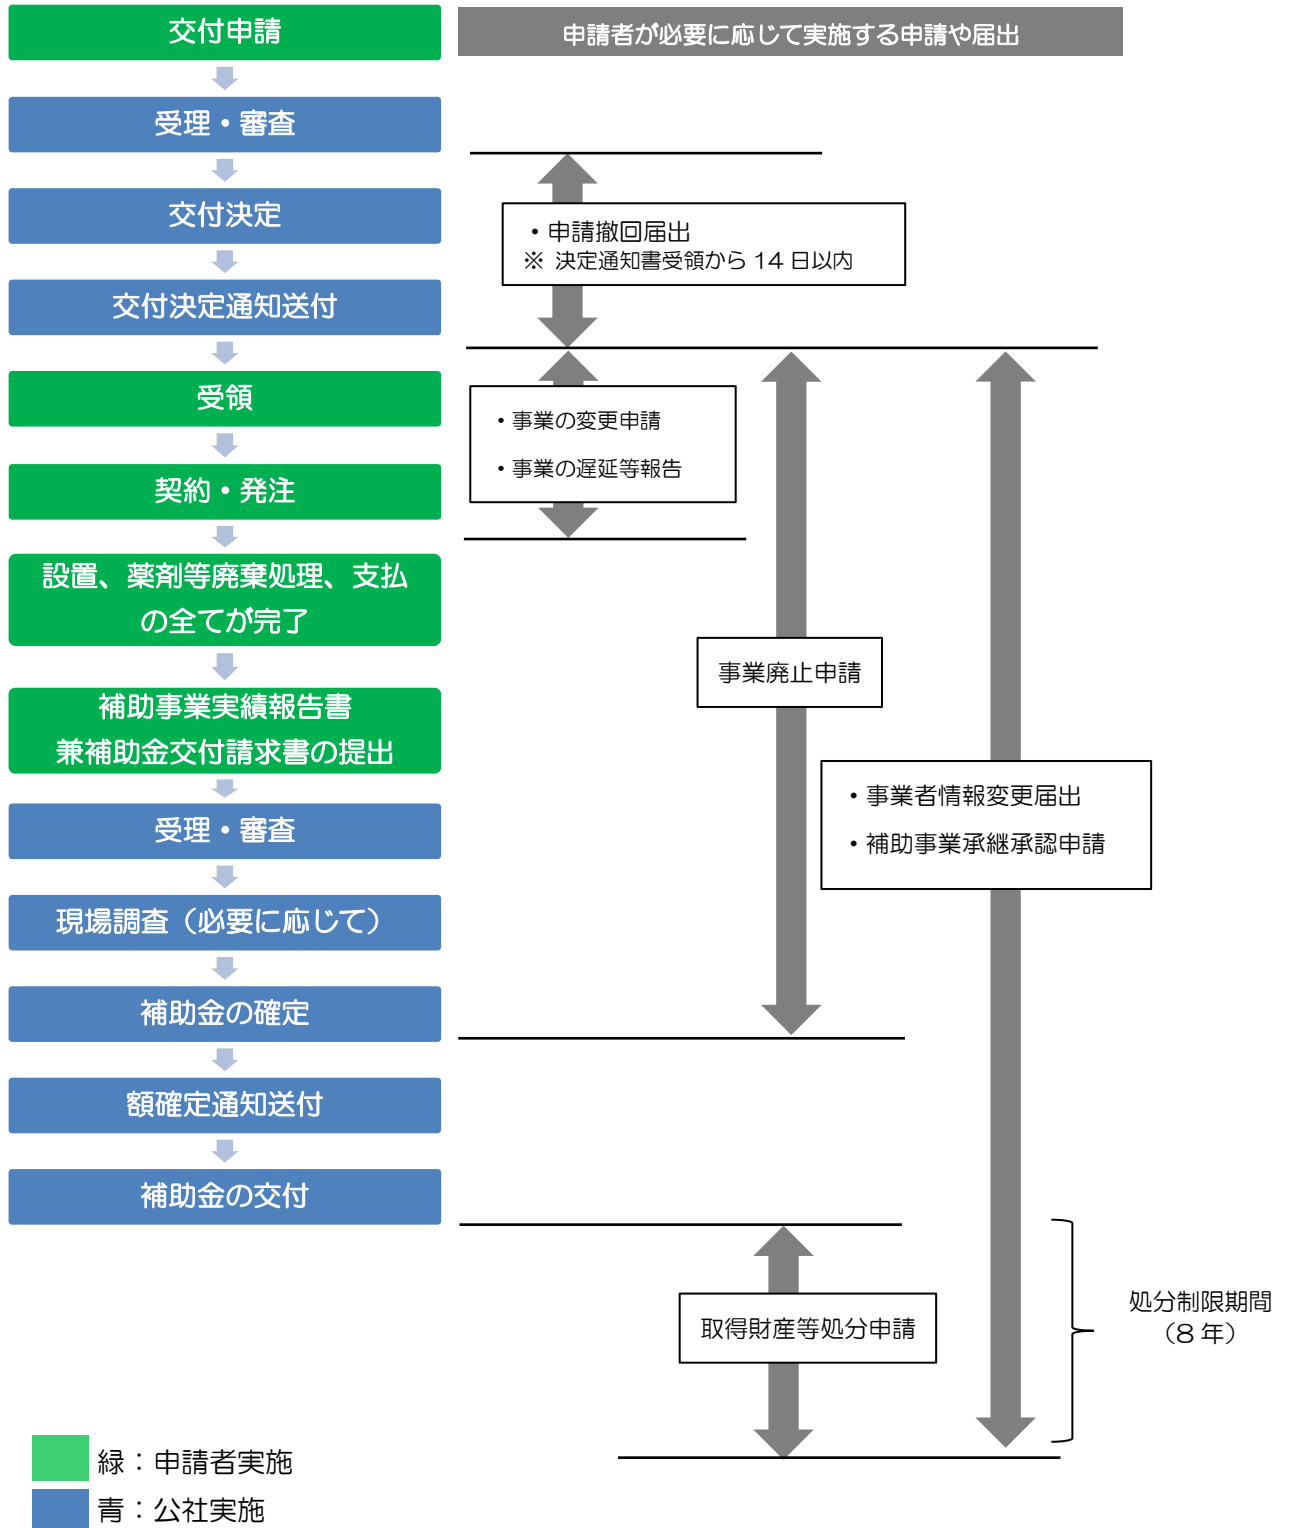 交付申請
申請者が必要に応じて実施する申請や届出
受理・審査
交付決定
・申請撤回届出
※ 決定通知書受領から 14 日以内
交付決定通知送付
受領
・事業の変更申請
・事業の遅延等報告
契約・発注
設置、薬剤等廃棄処理、支払
の全てが完了
事業廃止申請
補助事業実績報告書
兼補助金交付請求書の提出
・事業者情報変更届出
・補助事業承継承認申請
受理・審査
現場調査（必要に応じて）
補助金の確定
額確定通知送付
補助金の交付
処分制限期間
（8 年）
取得財産等処分申請
緑：申請者実施
青：公社実施